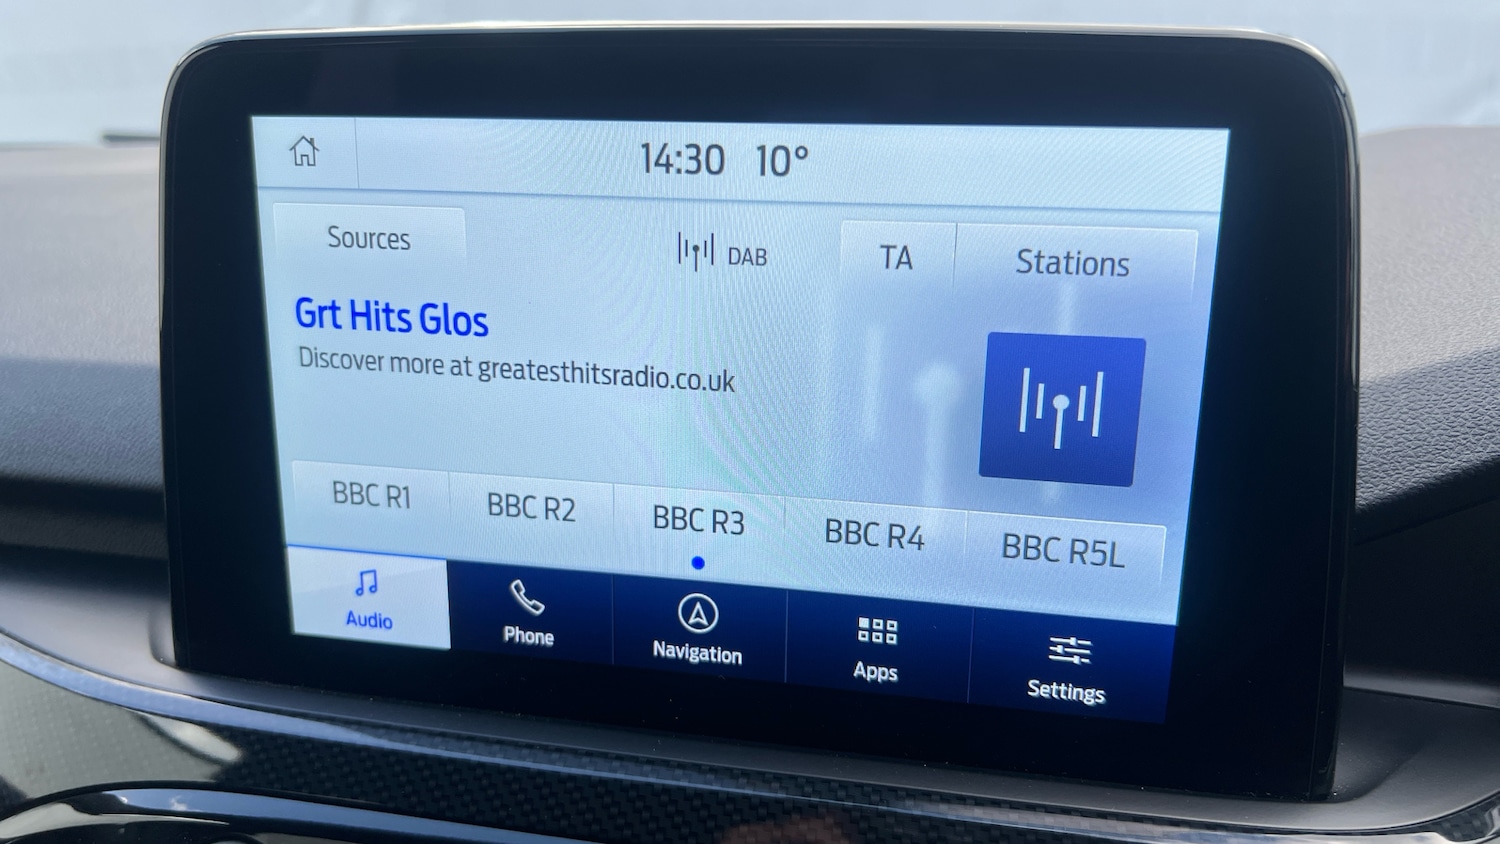 14:30 10°
Sources DAB TA Stations
Grt Hits Glos
Discover more at greatesthitsradio.co.uk
BBC R1 BBC R2 BBC R3 BBC R4 BBC R5L
Audio Phone Navigation Apps Settings